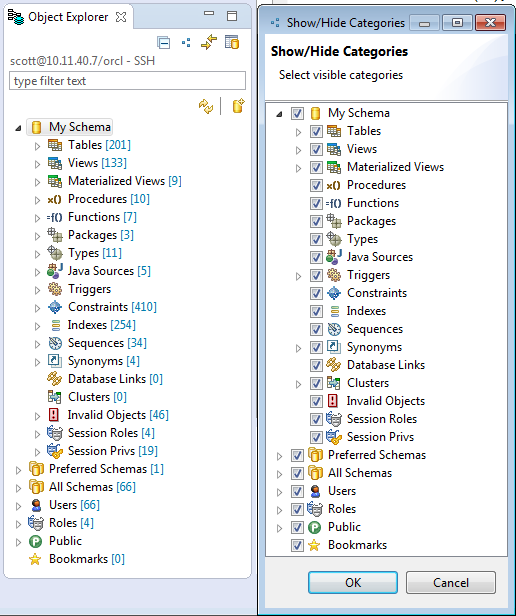 Object Explorer
scott@10.11.40.7/orcl - SSH
type filter text
My Schema
Tables [201]
Views [133]
Materialized Views [9]
x() Procedures [10]
=f() Functions [7]
Packages [3]
Types [11]
Java Sources [5]
Triggers
Constraints [410]
Indexes [254]
Sequences [34]
Synonyms [4]
Database Links [0]
Clusters [0]
Invalid Objects [46]
Session Roles [4]
Session Privs [19]
Preferred Schemas [1]
All Schemas [66]
Users [66]
Roles [4]
P Public
Bookmarks [0]
Show/Hide Categories
Show/Hide Categories
Select visible categories
My Schema
Tables
Views
Materialized Views
x() Procedures
=f() Functions
Packages
Types
Java Sources
Triggers
Constraints
Indexes
Sequences
Synonyms
Database Links
Clusters
Invalid Objects
Session Roles
Session Privs
Preferred Schemas
All Schemas
Users
Roles
P Public
Bookmarks
OK
Cancel